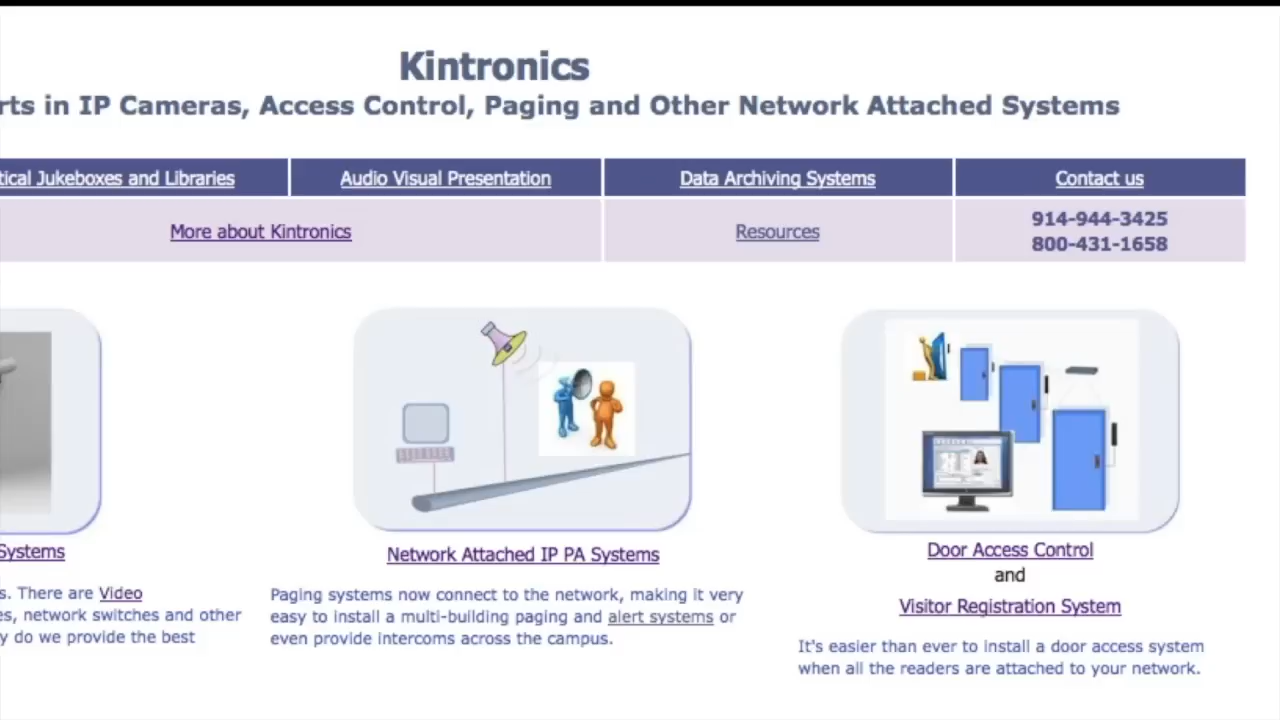 Kintronics
rts in IP Cameras, Access Control, Paging and Other Network Attached Systems
tical Jukeboxes and Libraries
Audio Visual Presentation
Data Archiving Systems
Contact us
More about Kintronics
Resources
914-944-3425
800-431-1658
Systems
s. There are Video
es, network switches and other
y do we provide the best
Network Attached IP PA Systems
Paging systems now connect to the network, making it very
easy to install a multi-building paging and alert systems or
even provide intercoms across the campus.
Door Access Control
and
Visitor Registration System
It's easier than ever to install a door access system
when all the readers are attached to your network.